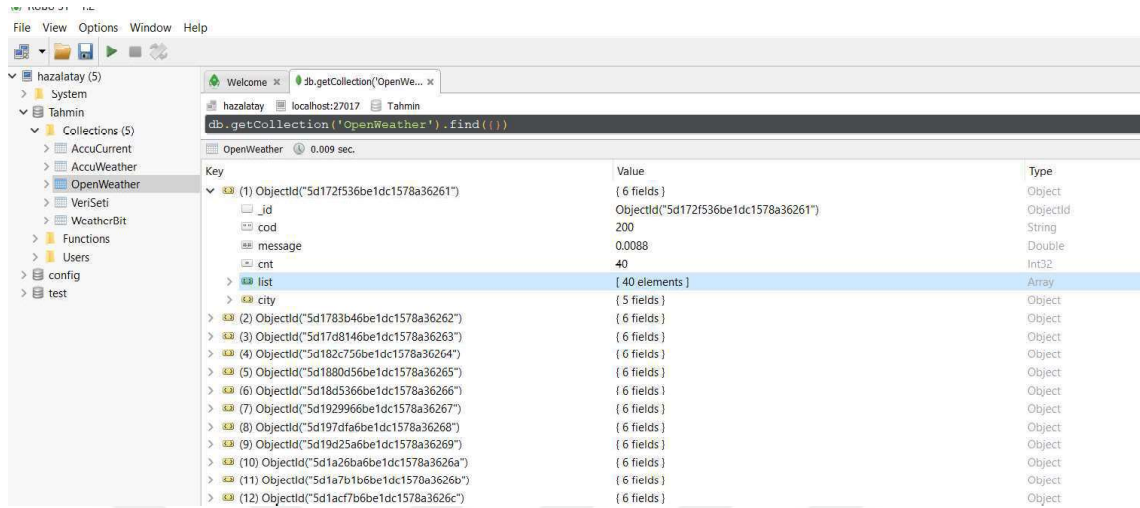 Robo 3T - 1.2
File View Options Window Help
hazalatay (5)
System
Tahmin
Collections (5)
AccuCurrent
AccuWeather
OpenWeather
VeriSeti
WeatherBit
Functions
Users
config
test
Welcome
db.getCollection('OpenWe...
hazalatay localhost:27017 Tahmin
db.getCollection('OpenWeather').find({})
OpenWeather 0.009 sec.
Key Value Type
(1) ObjectId("5d172f536be1dc1578a36261") { 6 fields } Object
_id ObjectId("5d172f536be1dc1578a36261") ObjectId
cod 200 String
message 0.0088 Double
cnt 40 Int32
list [ 40 elements ] Array
city { 5 fields } Object
(2) ObjectId("5d1783b46be1dc1578a36262") { 6 fields } Object
(3) ObjectId("5d17d8146be1dc1578a36263") { 6 fields } Object
(4) ObjectId("5d182c756be1dc1578a36264") { 6 fields } Object
(5) ObjectId("5d1880d56be1dc1578a36265") { 6 fields } Object
(6) ObjectId("5d18d5366be1dc1578a36266") { 6 fields } Object
(7) ObjectId("5d1929966be1dc1578a36267") { 6 fields } Object
(8) ObjectId("5d197dfa6be1dc1578a36268") { 6 fields } Object
(9) ObjectId("5d19d25a6be1dc1578a36269") { 6 fields } Object
(10) ObjectId("5d1a26ba6be1dc1578a3626a") { 6 fields } Object
(11) ObjectId("5d1a7b1b6be1dc1578a3626b") { 6 fields } Object
(12) ObjectId("5d1acf7b6be1dc1578a3626c") { 6 fields } Object